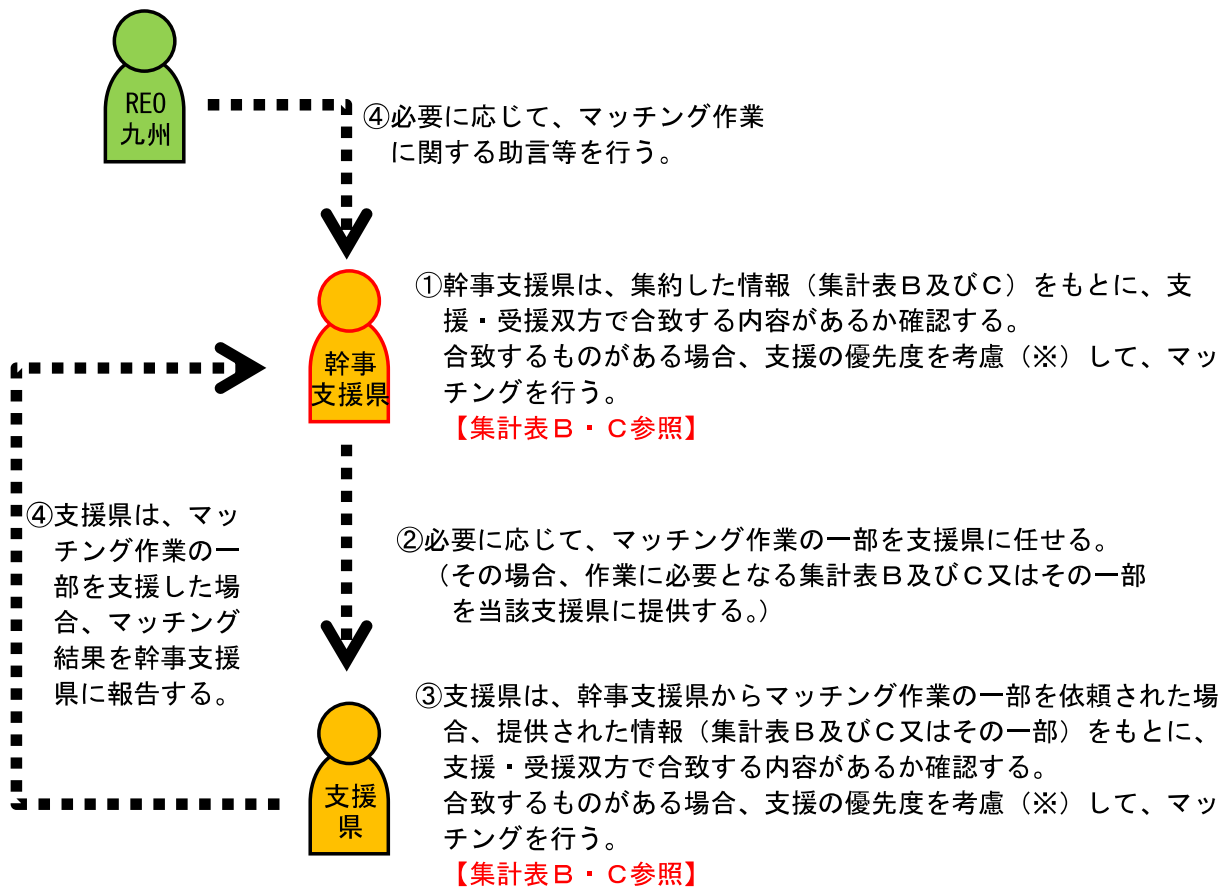 REO
九州
④必要に応じて、マッチング作業
に関する助言等を行う。
幹事
支援県
①幹事支援県は、集約した情報（集計表Ｂ及びＣ）をもとに、支
援・受援双方で合致する内容があるか確認する。
合致するものがある場合、支援の優先度を考慮（※）して、マッ
チングを行う。
【集計表Ｂ・Ｃ参照】
④支援県は、マッ
チング作業の一
部を支援した場
合、マッチング
結果を幹事支援
県に報告する。
②必要に応じて、マッチング作業の一部を支援県に任せる。
（その場合、作業に必要となる集計表Ｂ及びＣ又はその一部
を当該支援県に提供する。）
支援
県
③支援県は、幹事支援県からマッチング作業の一部を依頼された場
合、提供された情報（集計表Ｂ及びＣ又はその一部）をもとに、
支援・受援双方で合致する内容があるか確認する。
合致するものがある場合、支援の優先度を考慮（※）して、マッ
チングを行う。
【集計表Ｂ・Ｃ参照】